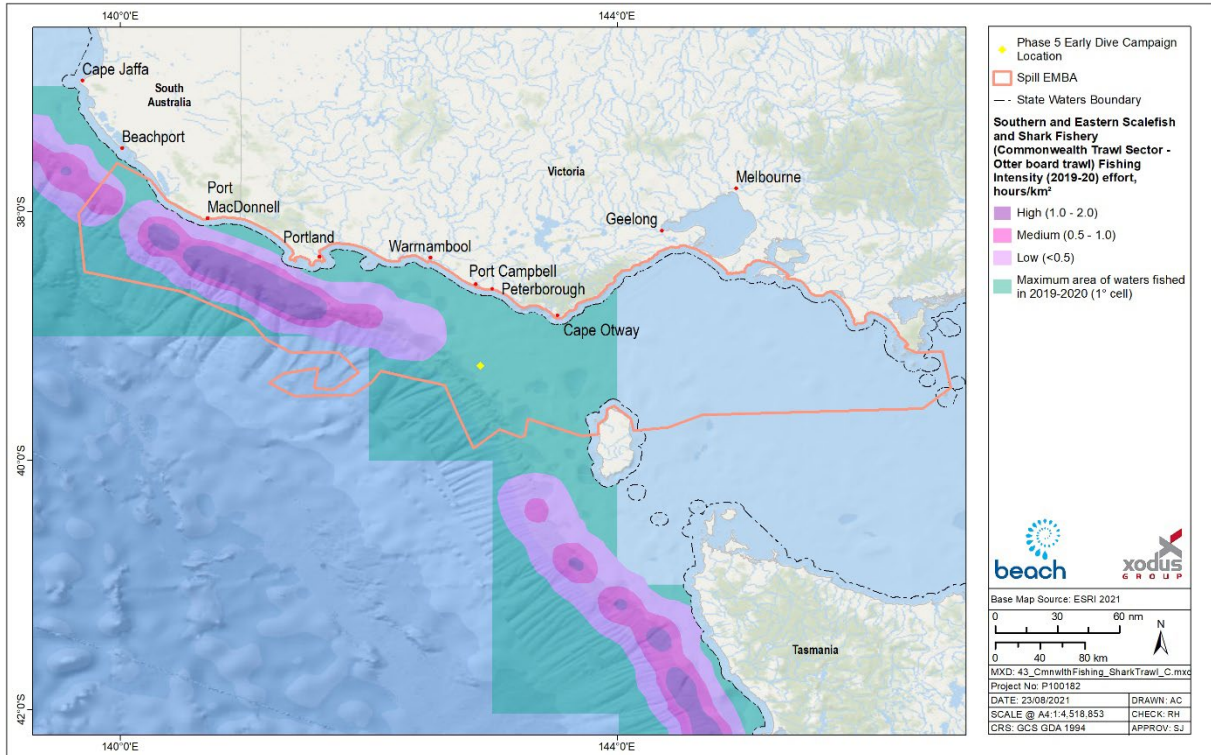 140°0'E
144°0'E
Cape Jaffa
South
Australia
Beachport
Port
MacDonnell
Portland
Warrnambool
Port Campbell
Peterborough
Cape Otway
Victoria
Geelong
Melbourne
Tasmania
38°0'S
40°0'S
42°0'S
38°0'S
40°0'S
42°0'S
140°0'E
144°0'E
Phase 5 Early Dive Campaign
Location
Spill EMBA
State Waters Boundary
Southern and Eastern Scalefish
and Shark Fishery
(Commonwealth Trawl Sector -
Otter board trawl) Fishing
Intensity (2019-20) effort,
hours/km²
High (1.0 - 2.0)
Medium (0.5 - 1.0)
Low (<0.5)
Maximum area of waters fished
in 2019-2020 (1° cell)
beach
xodus
GROUP
Base Map Source: ESRI 2021
0 30 60 nm
N
0 40 80 km
MXD: 43_CmnwlthFishing_SharkTrawl_C.mxd
Project No: P100182
DATE: 23/08/2021 DRAWN: AC
SCALE @ A4:1:4,518,853 CHECK: RH
CRS: GCS GDA 1994 APPROV: SJ